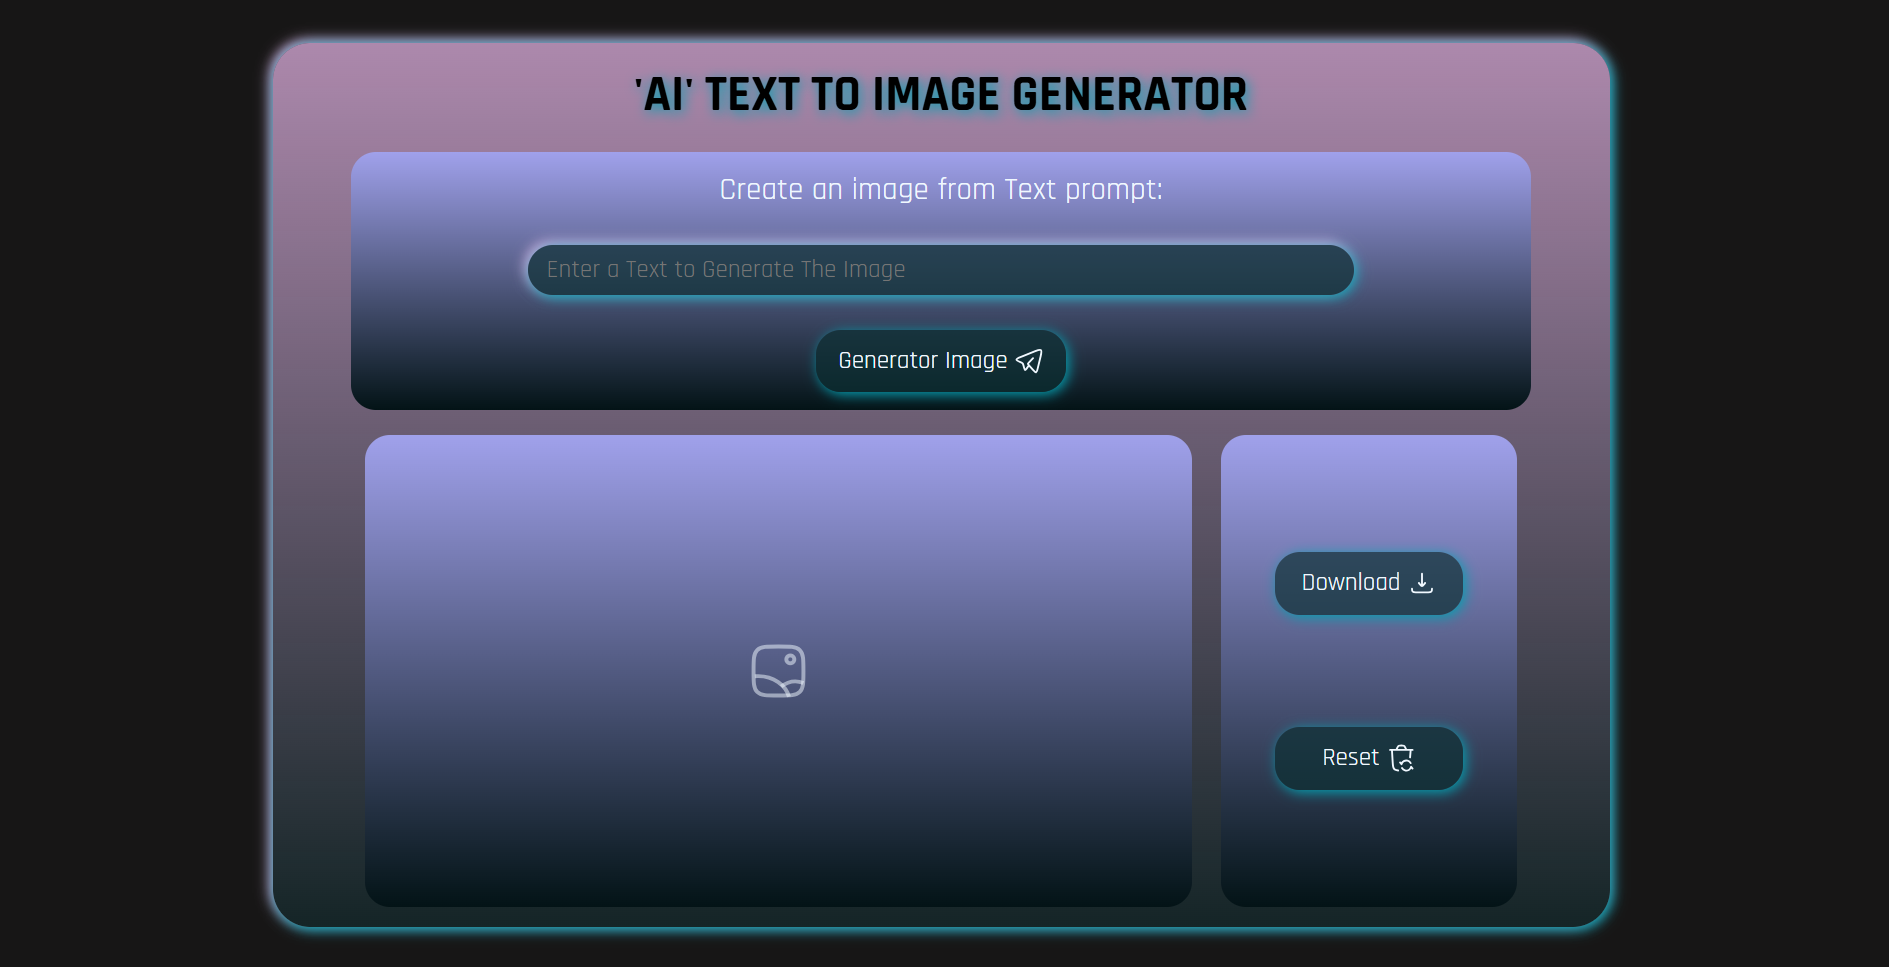 'AI' TEXT TO IMAGE GENERATOR
Create an image from Text prompt:
Enter a Text to Generate The Image
Generator Image
Download
Reset